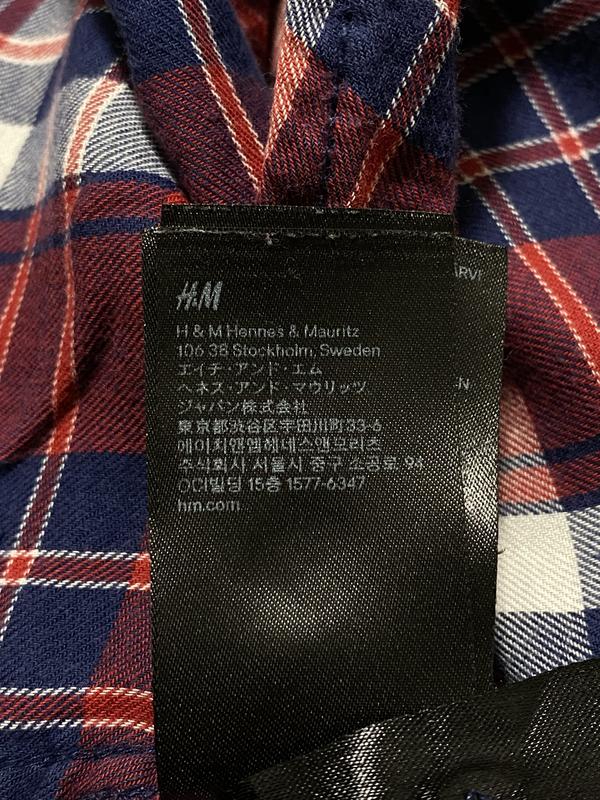 H&M
H & M Hennes & Mauritz
106 38 Stockholm, Sweden
エイチ・アンド・エム
ヘネス・アンド・マウリッツ
ジャパン株式会社
東京都渋谷区宇田川町33-6
에이치앤엠헤네스앤모리츠
주식회사 서울시 중구 소공로 94
OCI빌딩 15층 1577-6347
hm.com